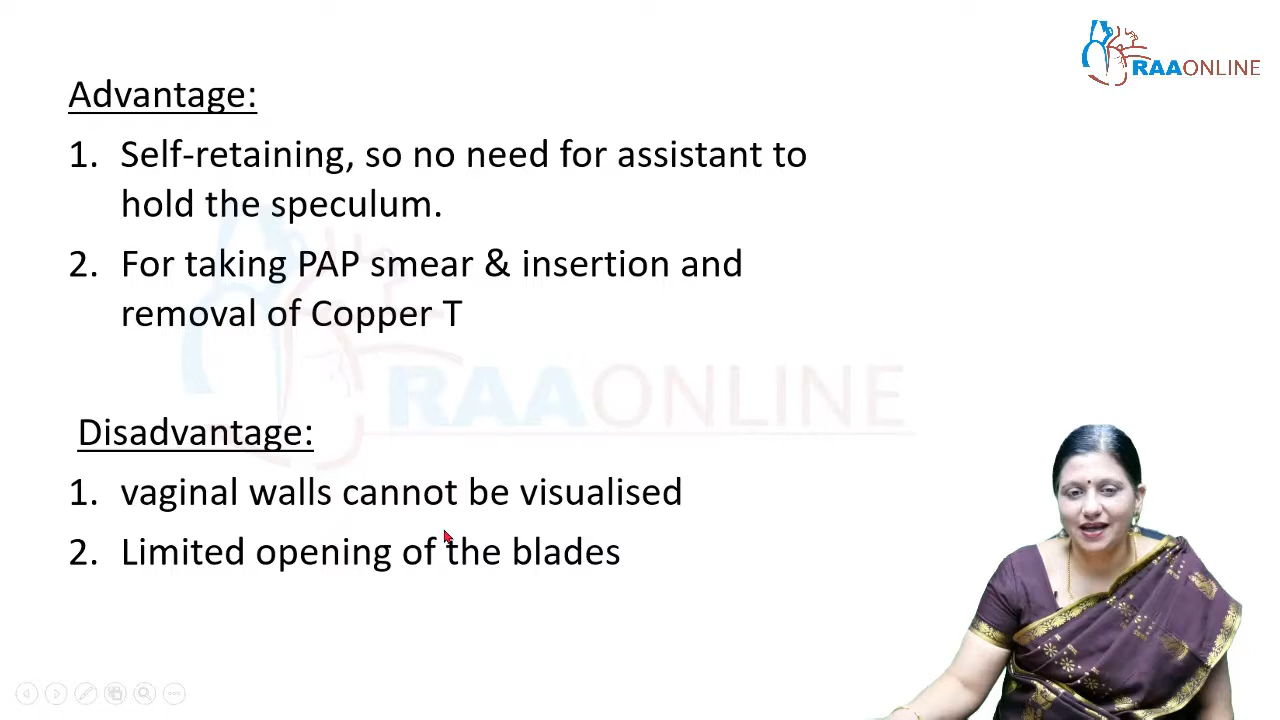 RAAONLINE
Advantage:
1. Self-retaining, so no need for assistant to
hold the speculum.
2. For taking PAP smear & insertion and
removal of Copper T
RAAONLINE
Disadvantage:
1. vaginal walls cannot be visualised
2. Limited opening of the blades